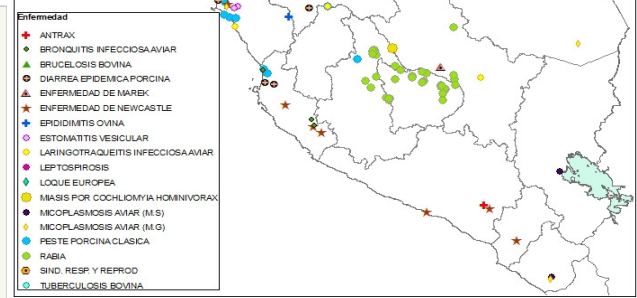 Enfermedad
ANTRAX
BRONQUITIS INFECCIOSA AVIAR
BRUCELOSIS BOVINA
DIARREA EPIDEMICA PORCINA
ENFERMEDAD DE MAREK
ENFERMEDAD DE NEWCASTLE
EPIDIDIMITIS OVINA
ESTOMATITIS VESICULAR
LARINGOTRAQUEITIS INFECCIOSA AVIAR
LEPTOSPIROSIS
LOQUE EUROPEA
MIASIS POR COCHLIOMYIA HOMINIVORAX
MICOPLASMOSIS AVIAR (M.S)
MICOPLASMOSIS AVIAR (M.G)
PESTE PORCINA CLASICA
RABIA
SIND. RESP. Y REPROD
TUBERCULOSIS BOVINA